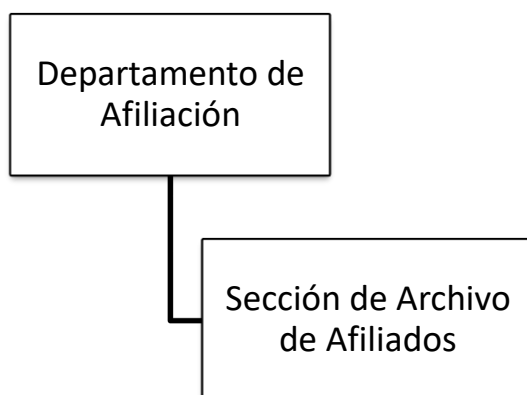 Departamento de
Afiliación
Sección de Archivo
de Afiliados